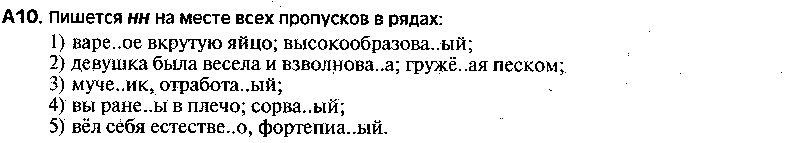 А10. Пишется нн на месте всех пропусков в рядах:
1) варе..ое вкрутую яйцо; высокообразова..ый;
2) девушка была весела и взволнова..а; гружё..ая песком;
3) муче..ик, отработа..ый;
4) вы ране..ы в плечо; сорва..ый;
5) вёл себя естестве..о, фортепиа..ый.